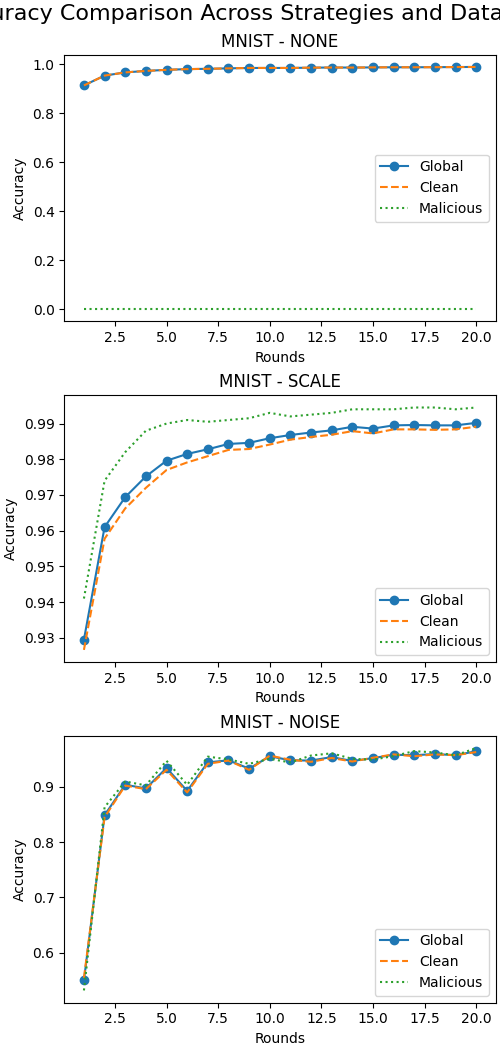 uracy Comparison Across Strategies and Data
MNIST - NONE
1.0
0.8
0.6
0.4
0.2
0.0
Accuracy
Global
Clean
Malicious
2.5 5.0 7.5 10.0 12.5 15.0 17.5 20.0
Rounds
MNIST - SCALE
0.99
0.98
0.97
0.96
0.95
0.94
0.93
Accuracy
Global
Clean
Malicious
2.5 5.0 7.5 10.0 12.5 15.0 17.5 20.0
Rounds
MNIST - NOISE
0.9
0.8
0.7
0.6
Accuracy
Global
Clean
Malicious
2.5 5.0 7.5 10.0 12.5 15.0 17.5 20.0
Rounds